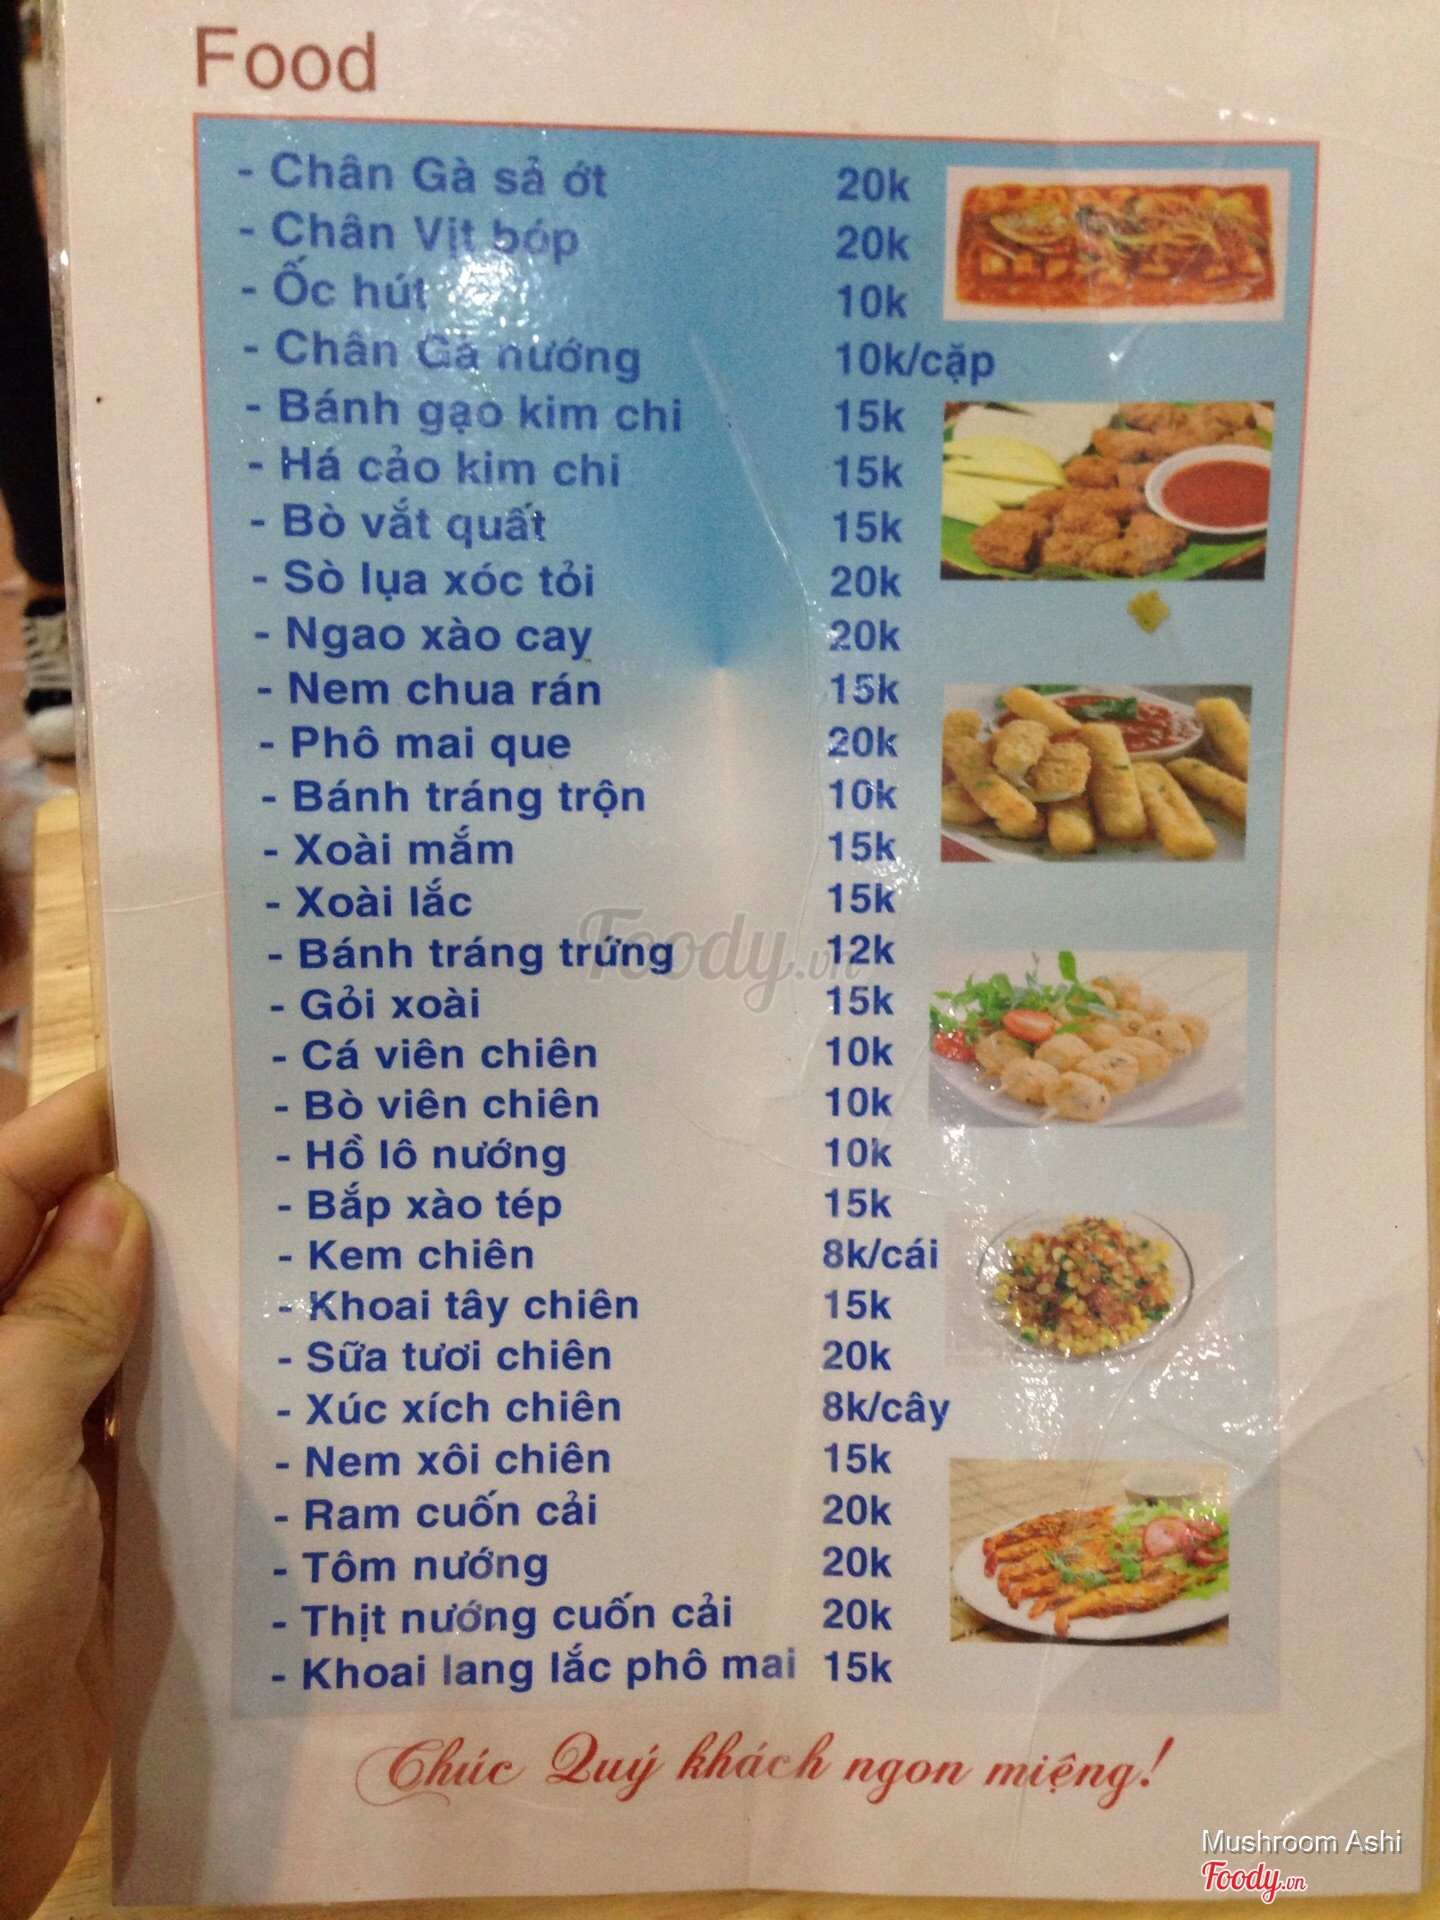 Food
- Chân Gà sả ớt 20k
- Chân Vịt bóp 20k
- Ốc hút 10k
- Chân Gà nướng 10k/cặp
- Bánh gạo kim chi 15k
- Há cảo kim chi 15k
- Bò vắt quất 15k
- Sò lụa xóc tỏi 20k
- Ngao xào cay 20k
- Nem chua rán 15k
- Phô mai que 20k
- Bánh tráng trộn 10k
- Xoài mắm 15k
- Xoài lắc 15k
- Bánh tráng trứng 12k
- Gỏi xoài 15k
- Cá viên chiên 10k
- Bò viên chiên 10k
- Hồ lô nướng 10k
- Bắp xào tép 15k
- Kem chiên 8k/cái
- Khoai tây chiên 15k
- Sữa tươi chiên 20k
- Xúc xích chiên 8k/cây
- Nem xôi chiên 15k
- Ram cuốn cải 20k
- Tôm nướng 20k
- Thịt nướng cuốn cải 20k
- Khoai lang lắc phô mai 15k
Foody.vn
Chúc Quý khách ngon miệng!
Mushroom Ashi
Foody.vn